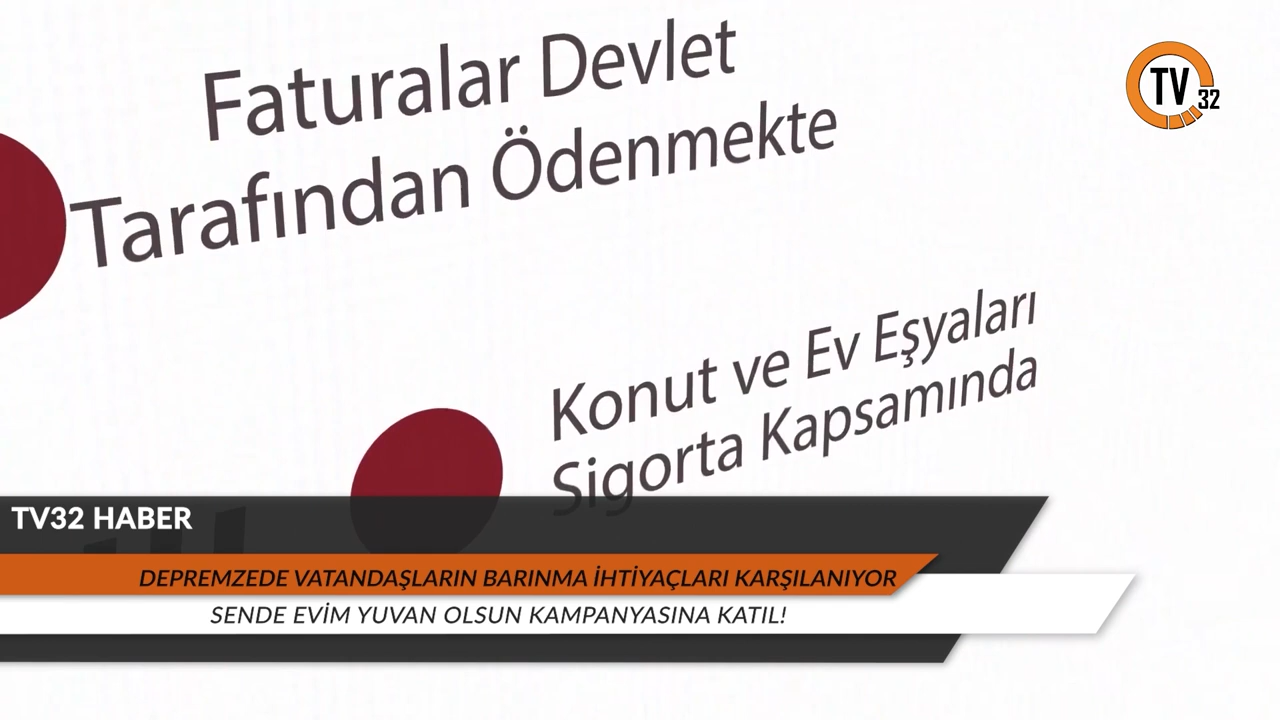 Faturalar Devlet
Tarafından Ödenmekte
TV
32
Konut ve Ev Eşyaları
Sigorta Kapsamında
TV32 HABER
DEPREMZEDE VATANDAŞLARIN BARINMA İHTİYAÇLARI KARŞILANIYOR
SENDE EVİM YUVAN OLSUN KAMPANYASINA KATIL!